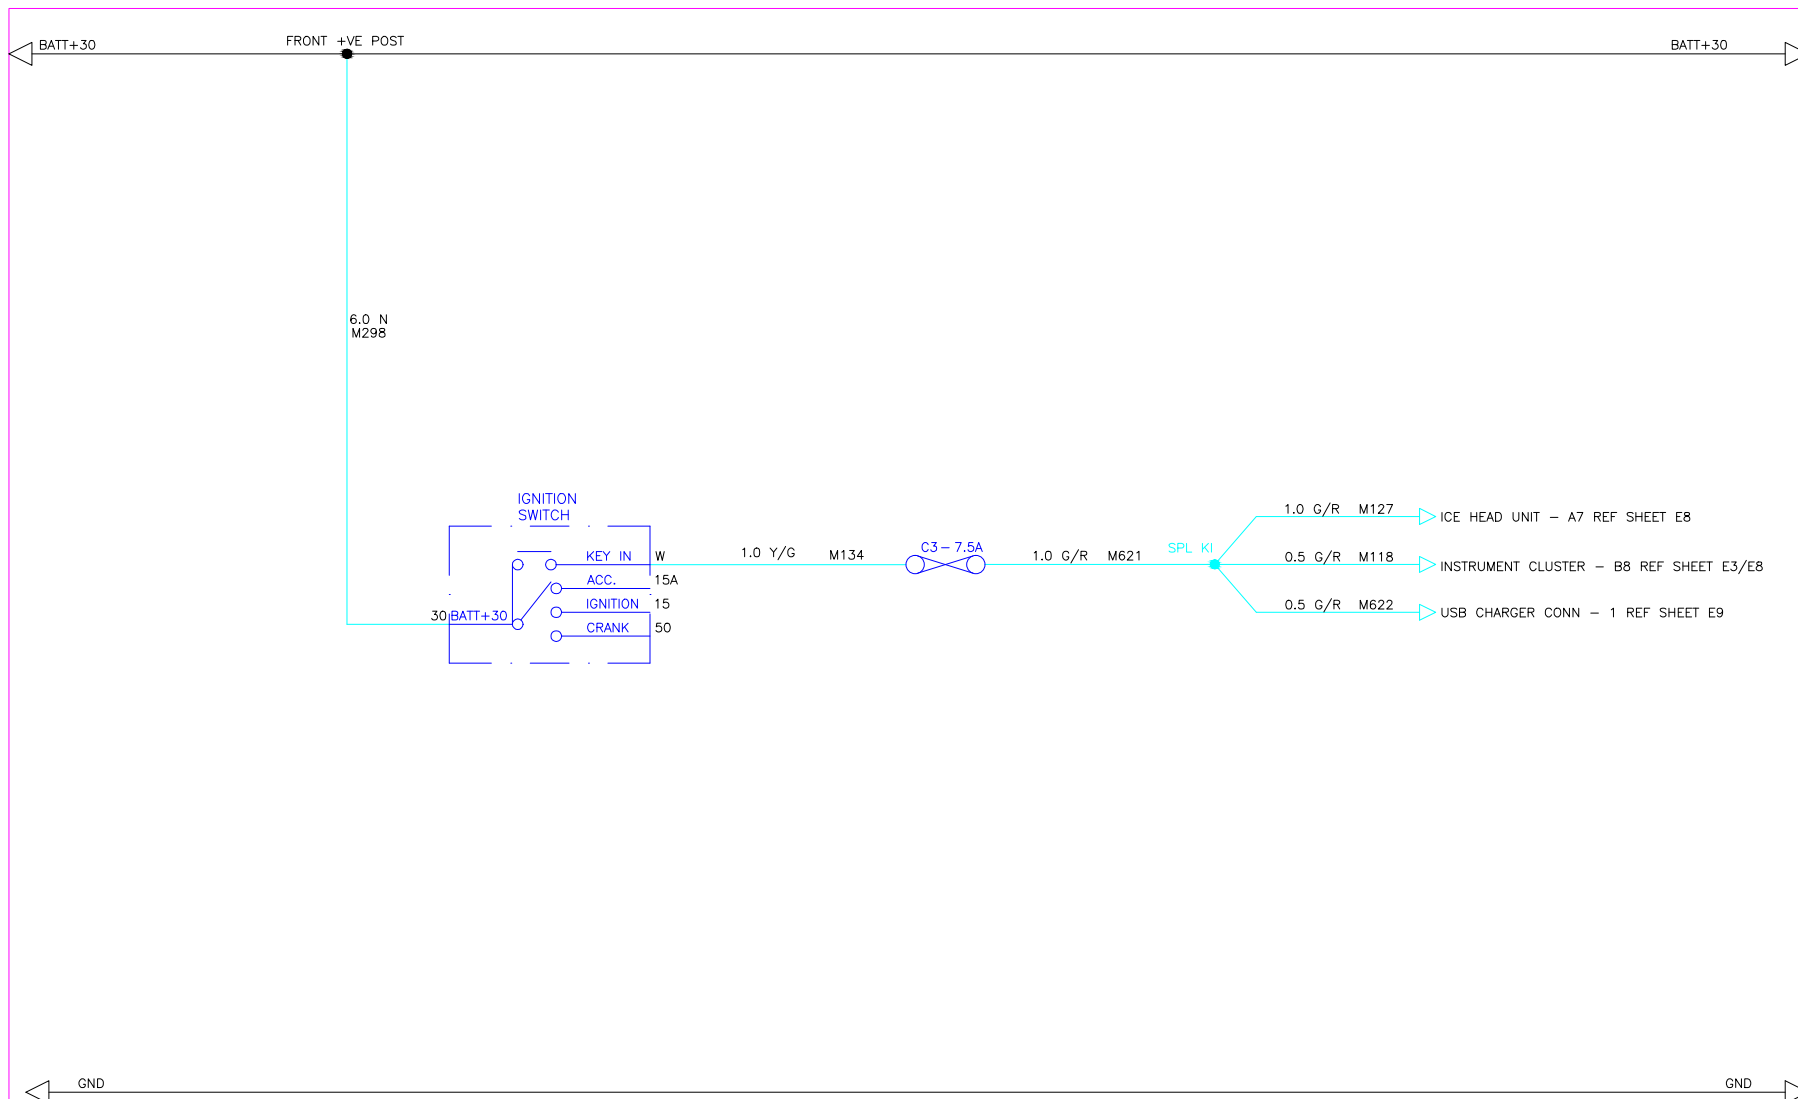 BATT+30
FRONT +VE POST
BATT+30
6.0 N
M298
IGNITION
SWITCH
KEY IN
W
1.0 Y/G
M134
C3-7.5A
1.0 G/R
M621
SPL KI
1.0 G/R
M127
ICE HEAD UNIT - A7 REF SHEET E8
0.5 G/R
M118
INSTRUMENT CLUSTER - B8 REF SHEET E3/E8
0.5 G/R
M622
USB CHARGER CONN - 1 REF SHEET E9
ACC.
15A
IGNITION
15
30
BATT+30
CRANK
50
GND
GND